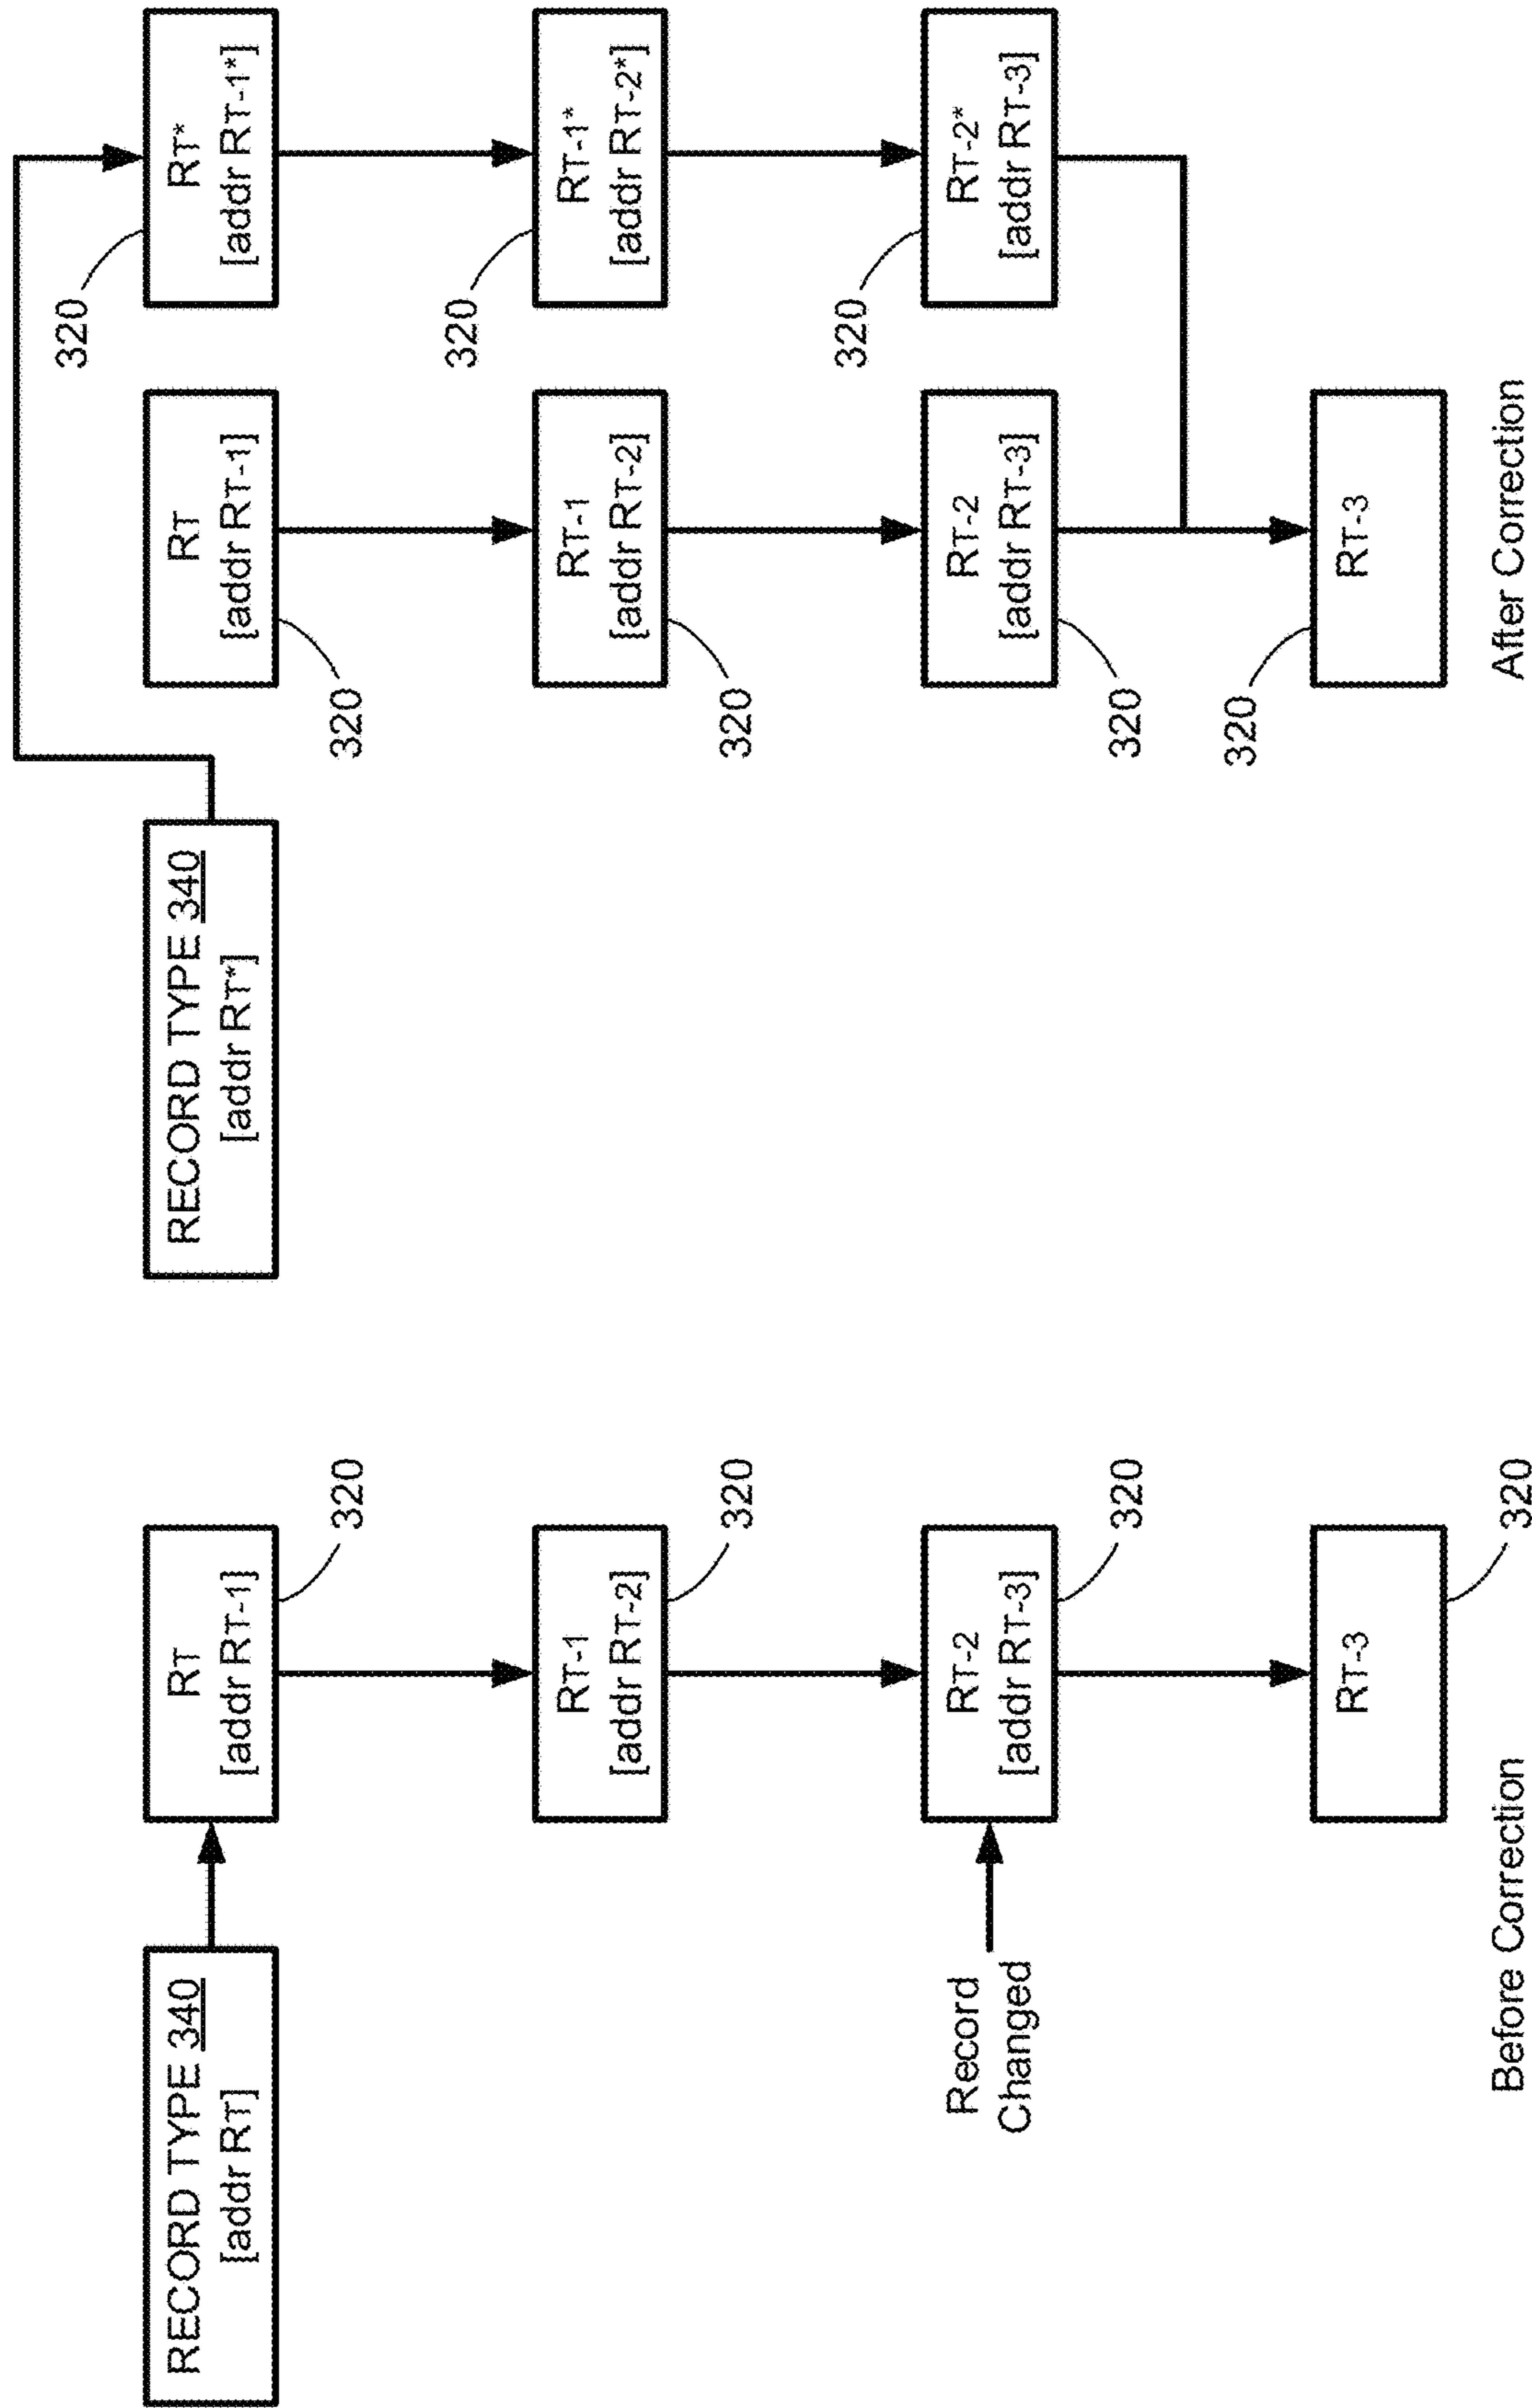 RECORD TYPE 340
[addr RT]
RT
[addr RT-1]
320
RT-1
[addr RT-2]
320
Record
Changed
RT-2
[addr RT-3]
320
RT-3
320
Before Correction
RECORD TYPE 340
[addr RT*]
RT
[addr RT-1]
320
RT*
[addr RT-1*]
320
RT-1
[addr RT-2]
320
RT-1*
[addr RT-2*]
320
RT-2
[addr RT-3]
320
RT-2*
[addr RT-3]
320
RT-3
320
After Correction